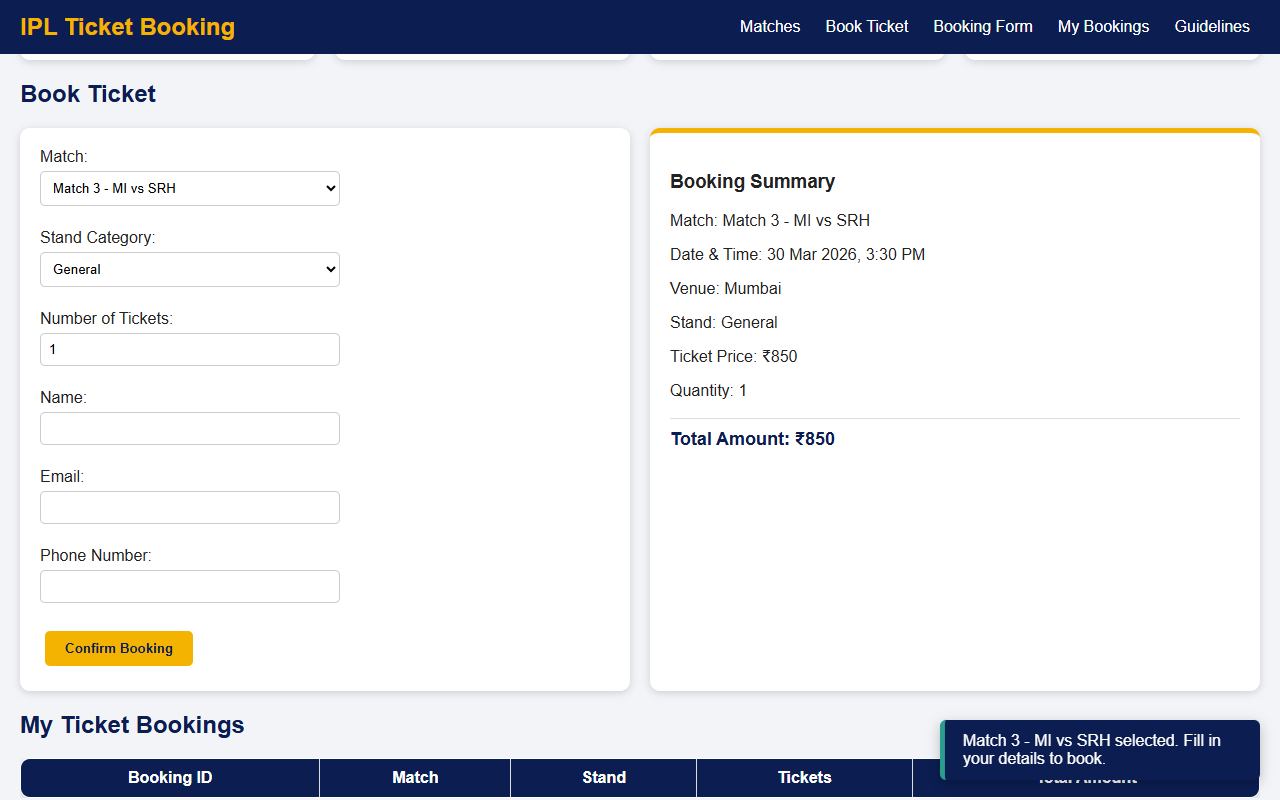 IPL Ticket Booking
Matches Book Ticket Booking Form My Bookings Guidelines
Book Ticket
Match:
Match 3 - MI vs SRH
Stand Category:
General
Number of Tickets:
1
Name:
Email:
Phone Number:
Confirm Booking
Booking Summary
Match: Match 3 - MI vs SRH
Date & Time: 30 Mar 2026, 3:30 PM
Venue: Mumbai
Stand: General
Ticket Price: ₹850
Quantity: 1
Total Amount: ₹850
My Ticket Bookings
Booking ID Match Stand Tickets Total Amount
Match 3 - MI vs SRH selected. Fill in
your details to book.